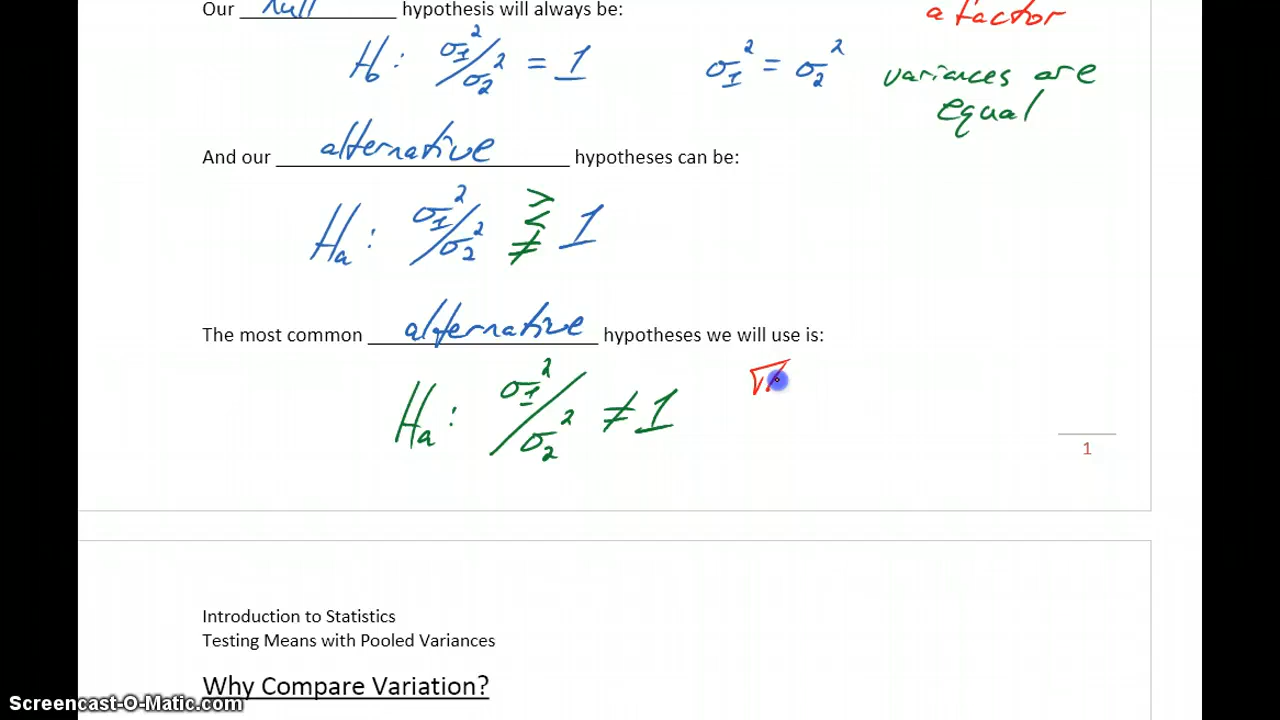 Our null hypothesis will always be:
a factor
H₀: σ₁²/σ₂² = 1 σ₁² = σ₂² variances are
equal
And our alternative hypotheses can be:
Hₐ: σ₁²/σ₂² > < ≠ 1
The most common alternative hypotheses we will use is:
Hₐ: σ₁²/σ₂² ≠ 1
1
Introduction to Statistics
Testing Means with Pooled Variances
Why Compare Variation?
Screencast-O-Matic.com